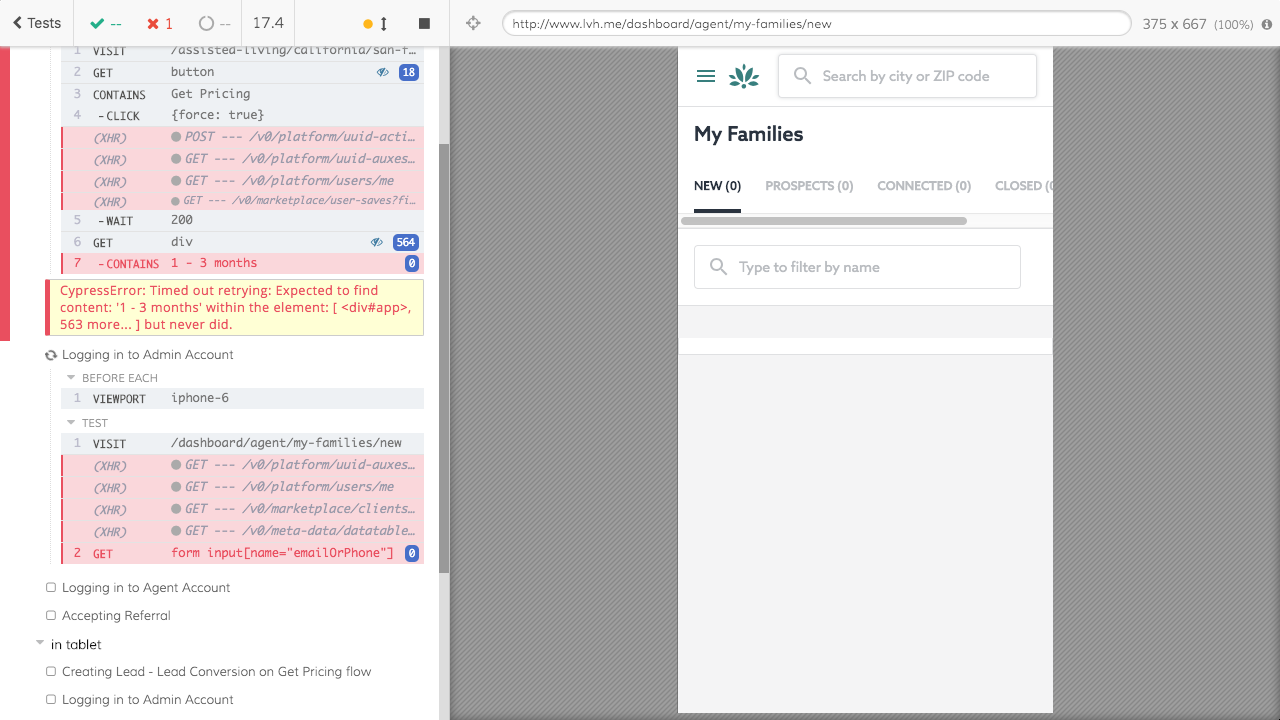 Tests
--
1
--
17.4
http://www.lvh.me/dashboard/agent/my-families/new
375 x 667 (100%)
1 VISIT /assisted-living/california/san-f…
2 GET button 18
3 CONTAINS Get Pricing
4 -CLICK {force: true}
(XHR) POST --- /v0/platform/uuid-acti…
(XHR) GET --- /v0/platform/uuid-auxes…
(XHR) GET --- /v0/platform/users/me
(XHR) GET --- /v0/marketplace/user-saves?fi…
5 -WAIT 200
6 GET div 564
7 -CONTAINS 1 - 3 months 0
CypressError: Timed out retrying: Expected to find
content: '1 - 3 months' within the element: [ <div#app>,
563 more... ] but never did.
Logging in to Admin Account
BEFORE EACH
1 VIEWPORT iphone-6
TEST
1 VISIT /dashboard/agent/my-families/new
(XHR) GET --- /v0/platform/uuid-auxes…
(XHR) GET --- /v0/platform/users/me
(XHR) GET --- /v0/marketplace/clients…
(XHR) GET --- /v0/meta-data/datatable…
2 GET form input[name="emailOrPhone"] 0
Logging in to Agent Account
Accepting Referral
in tablet
Creating Lead - Lead Conversion on Get Pricing flow
Logging in to Admin Account
Search by city or ZIP code
My Families
NEW (0) PROSPECTS (0) CONNECTED (0) CLOSED (0
Type to filter by name